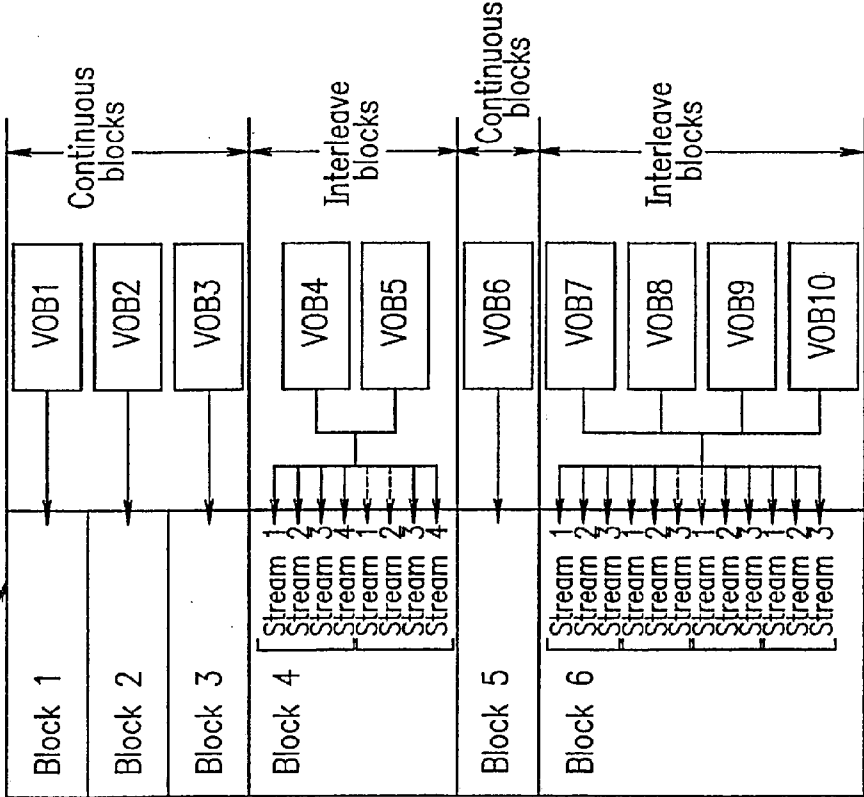 Block 1
VOB1
Block 2
VOB2
Block 3
VOB3
Continuous
blocks
Block 4
Stream 1
Stream 2
Stream 3
Stream 4
Stream 1
Stream 2
Stream 3
Stream 4
VOB4
VOB5
Interleave
blocks
Block 5
VOB6
Continuous
blocks
Block 6
Stream 1
Stream 2
Stream 3
Stream 1
Stream 2
Stream 3
Stream 1
Stream 2
Stream 3
Stream 1
Stream 2
Stream 3
VOB7
VOB8
VOB9
VOB10
Interleave
blocks